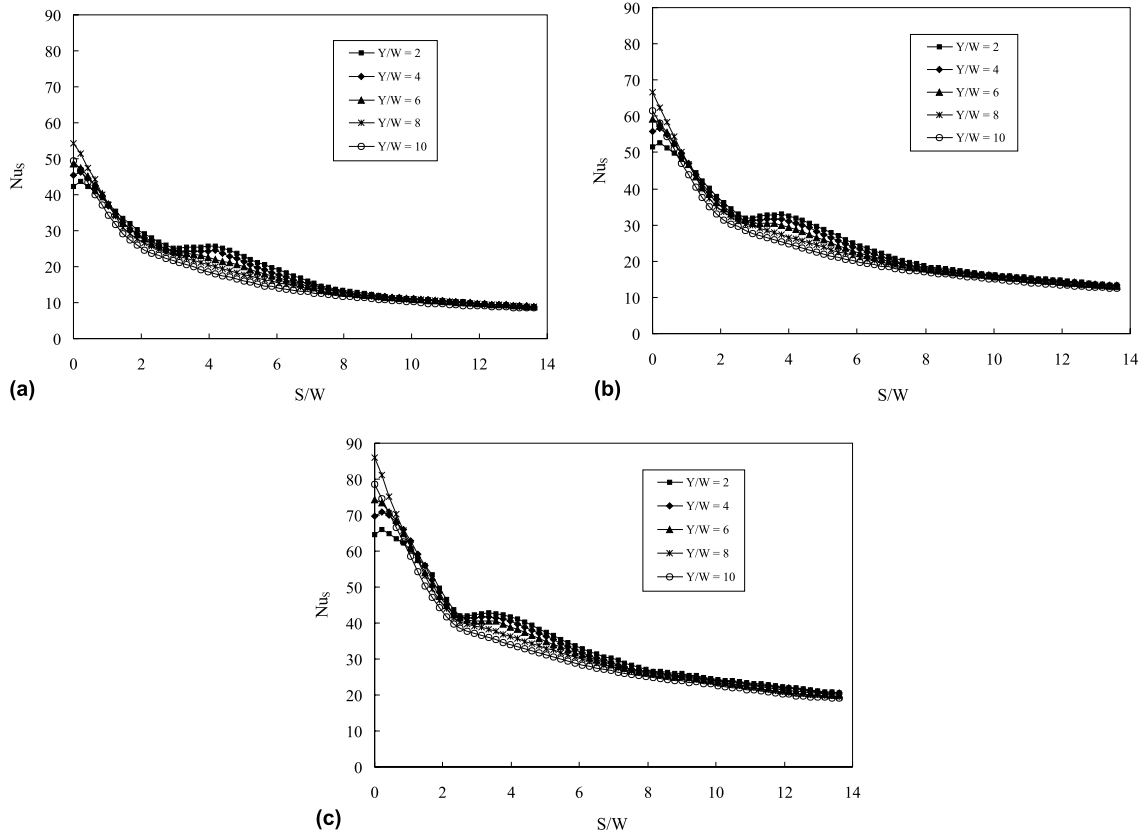 90
80
70
60
50
40
30
20
10
0
Nu_S
Y/W = 2
Y/W = 4
Y/W = 6
Y/W = 8
Y/W = 10
0 2 4 6 8 10 12 14
S/W
(a)
90
80
70
60
50
40
30
20
10
0
Nu_S
Y/W = 2
Y/W = 4
Y/W = 6
Y/W = 8
Y/W = 10
0 2 4 6 8 10 12 14
S/W
(b)
90
80
70
60
50
40
30
20
10
0
Nu_S
Y/W = 2
Y/W = 4
Y/W = 6
Y/W = 8
Y/W = 10
0 2 4 6 8 10 12 14
S/W
(c)